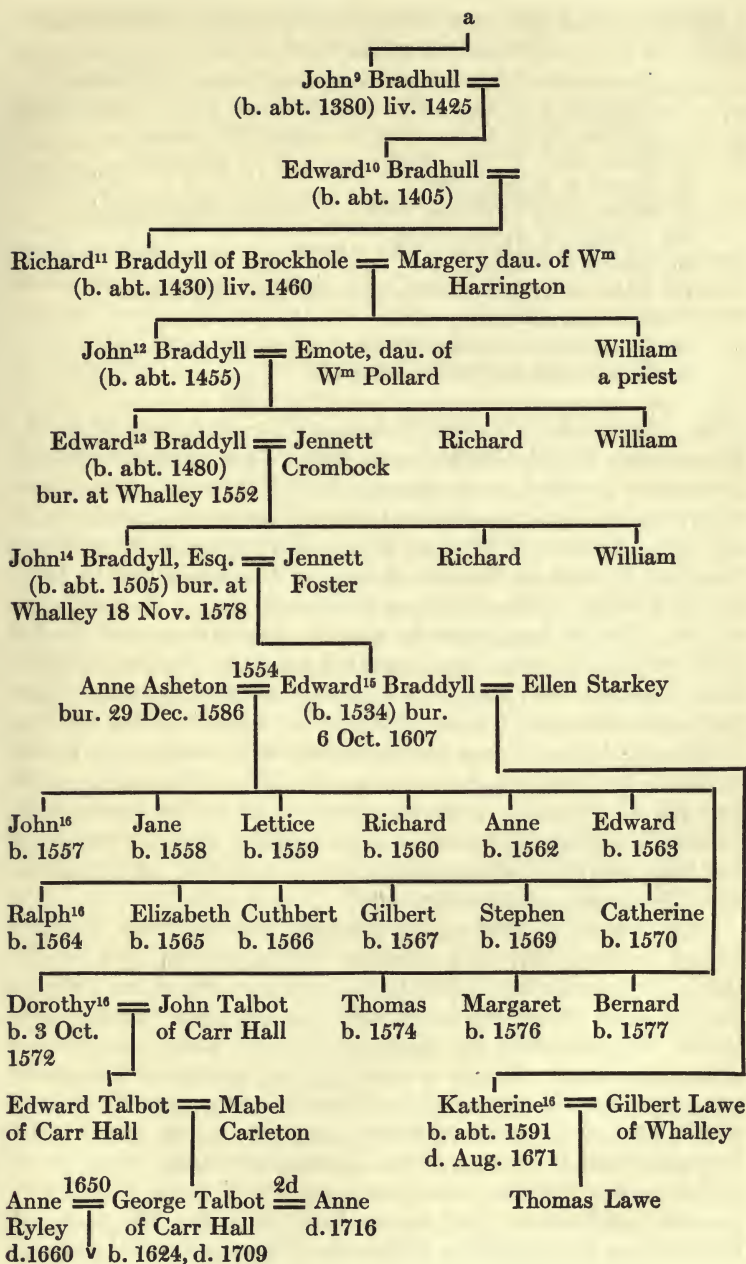 a
John⁹ Bradhull
(b. abt. 1380) liv. 1425
Edward¹⁰ Bradhull
(b. abt. 1405)
Richard¹¹ Braddyll of Brockhole = Margery dau. of Wᵐ
(b. abt. 1430) liv. 1460 Harrington
John¹² Braddyll = Emote, dau. of William
(b. abt. 1455) Wᵐ Pollard a priest
Edward¹³ Braddyll = Jennett Richard William
(b. abt. 1480) Crombock
bur. at Whalley 1552
John¹⁴ Braddyll, Esq. = Jennett Richard William
(b. abt. 1505) bur. at Foster
Whalley 18 Nov. 1578
1554
Anne Asheton = Edward¹⁵ Braddyll = Ellen Starkey
bur. 29 Dec. 1586 (b. 1534) bur.
6 Oct. 1607
John¹⁶ Jane Lettice Richard Anne Edward
b. 1557 b. 1558 b. 1559 b. 1560 b. 1562 b. 1563
Ralph¹⁶ Elizabeth Cuthbert Gilbert Stephen Catherine
b. 1564 b. 1565 b. 1566 b. 1567 b. 1569 b. 1570
Dorothy¹⁶ = John Talbot Thomas Margaret Bernard
b. 3 Oct. of Carr Hall b. 1574 b. 1576 b. 1577
1572
Edward Talbot = Mabel Katherine¹⁶ = Gilbert Lawe
of Carr Hall Carleton b. abt. 1591 of Whalley
d. Aug. 1671
1650 2d
Anne = George Talbot = Anne Thomas Lawe
Ryley of Carr Hall d. 1716
d.1660 v b. 1624, d. 1709